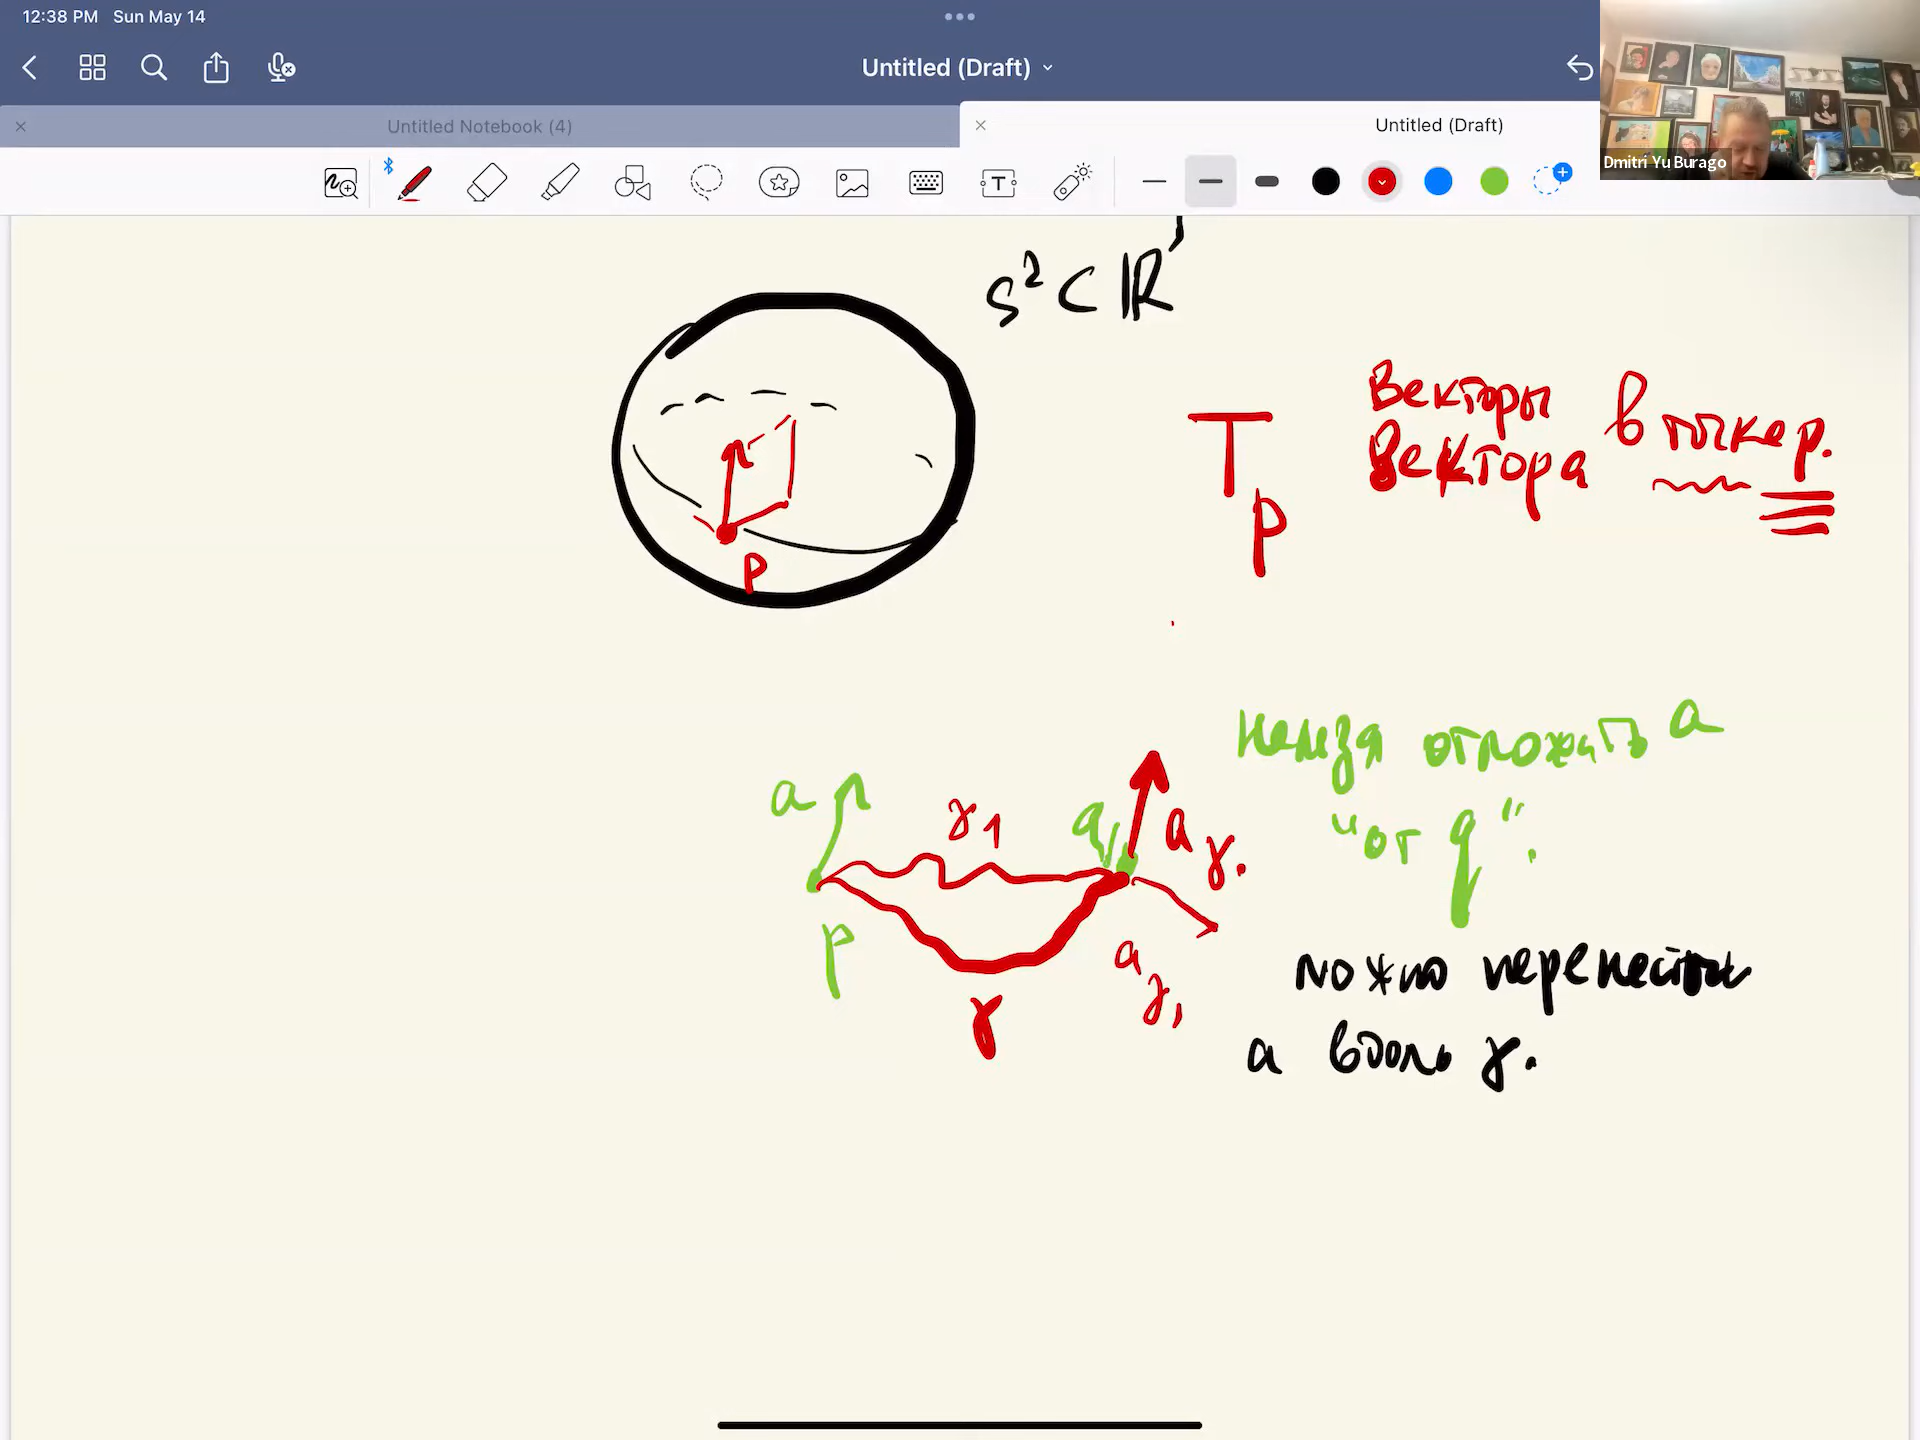 12:38 PM Sun May 14
Untitled (Draft)
Untitled Notebook (4)
Untitled (Draft)
T
Dmitri Yu Burago
S² ⊂ ℝ³
Векторы
Вектора в точке p.
T_p
p
нельзя отложить a
"от q".
a
γ₁
q
a_γ.
p
a_γ₁
γ
можно перенести
a вдоль γ.